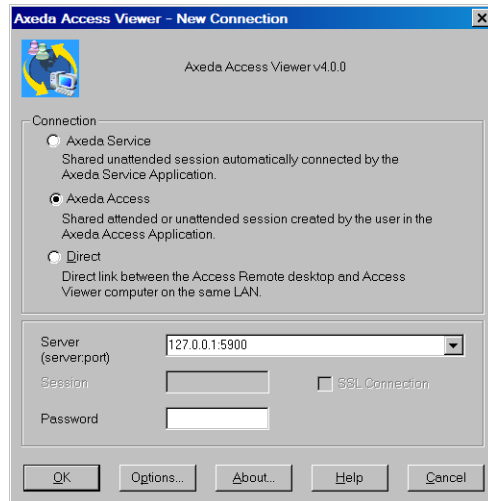 Axeda Access Viewer - New Connection
Axeda Access Viewer v4.0.0
Connection
Axeda Service
Shared unattended session automatically connected by the
Axeda Service Application.
Axeda Access
Shared attended or unattended session created by the user in the
Axeda Access Application.
Direct
Direct link between the Access Remote desktop and Access
Viewer computer on the same LAN.
Server
(server:port)
127.0.0.1:5900
Session
SSL Connection
Password
OK
Options...
About...
Help
Cancel